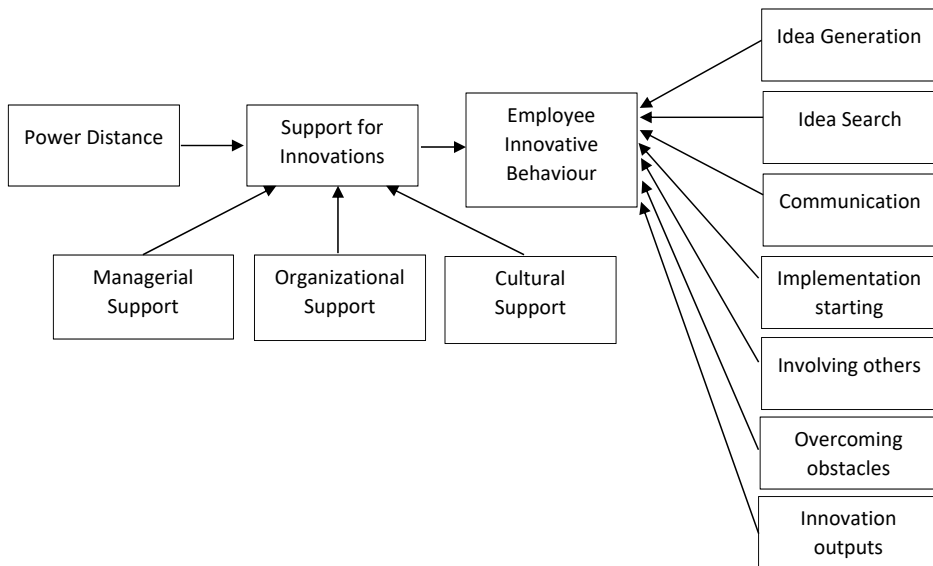 Idea Generation
Idea Search
Communication
Implementation
starting
Involving others
Overcoming
obstacles
Innovation
outputs
Employee
Innovative
Behaviour
Support for
Innovations
Power Distance
Managerial
Support
Organizational
Support
Cultural
Support